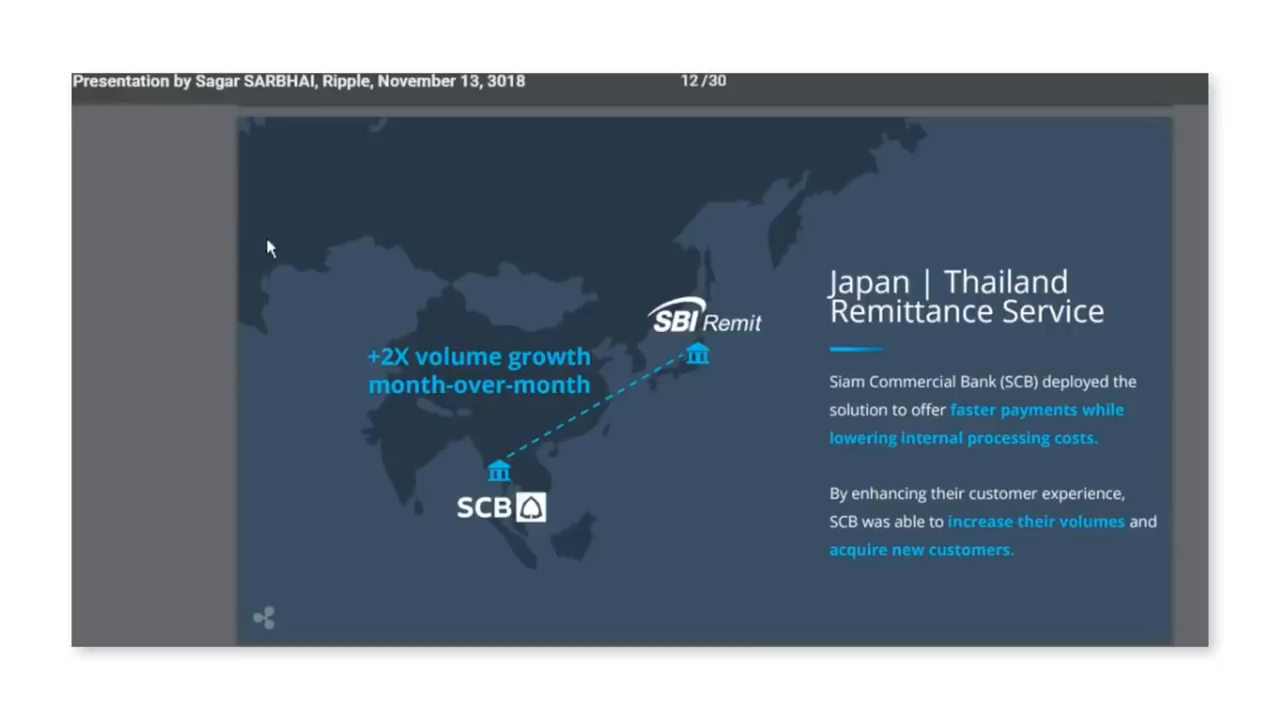 Presentation by Sagar SARBHAI, Ripple, November 13, 3018
12 /30
SBI Remit
+2X volume growth
month-over-month
SCB
Japan | Thailand
Remittance Service
Siam Commercial Bank (SCB) deployed the
solution to offer faster payments while
lowering internal processing costs.
By enhancing their customer experience,
SCB was able to increase their volumes and
acquire new customers.